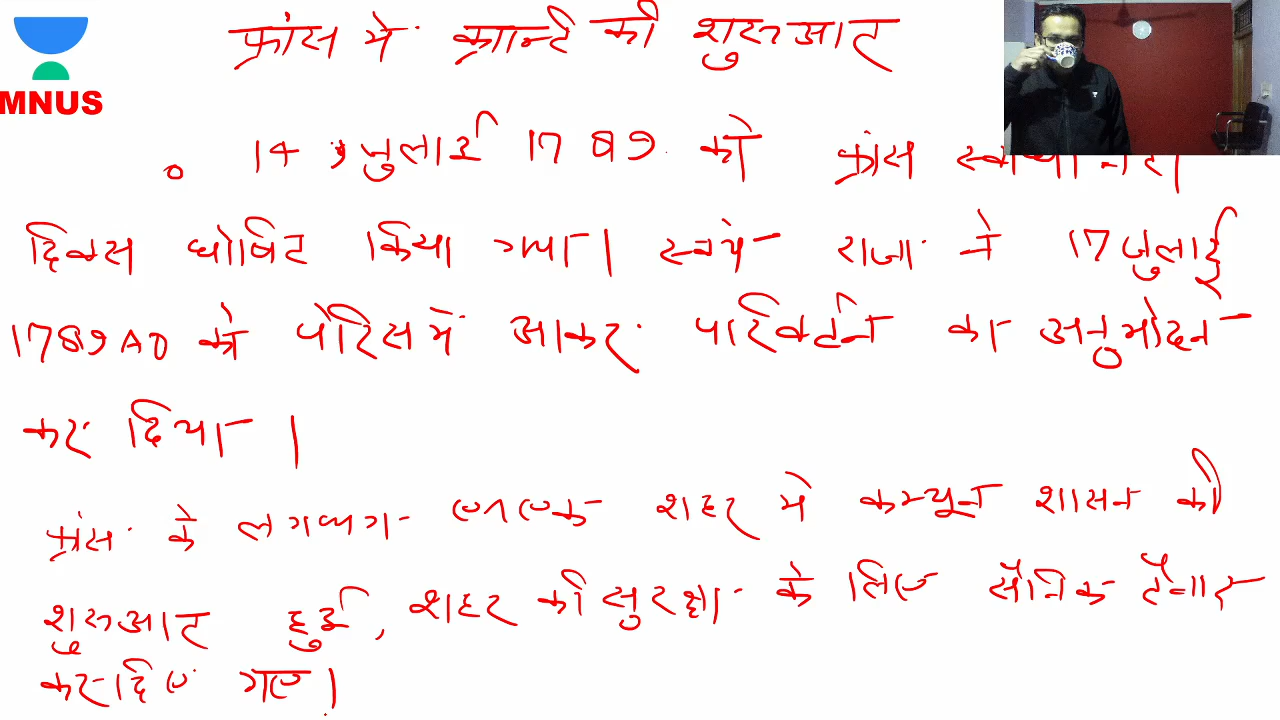 MNUS
फ्रांस में क्रान्ति की शुरुआत
14 जुलाई 1789 को फ्रांस
दिवस घोषित किया गया। स्वयं राजा ने 17 जुलाई
1789 AD को पेरिस में आकर परिवर्तन का अनुमोदन
कर दिया।
फ्रांस के लगभग प्रत्येक शहर में कम्यून शासन की
शुरुआत हुई, शहर की सुरक्षा के लिए सैनिक तैनात
कर दिए गए।